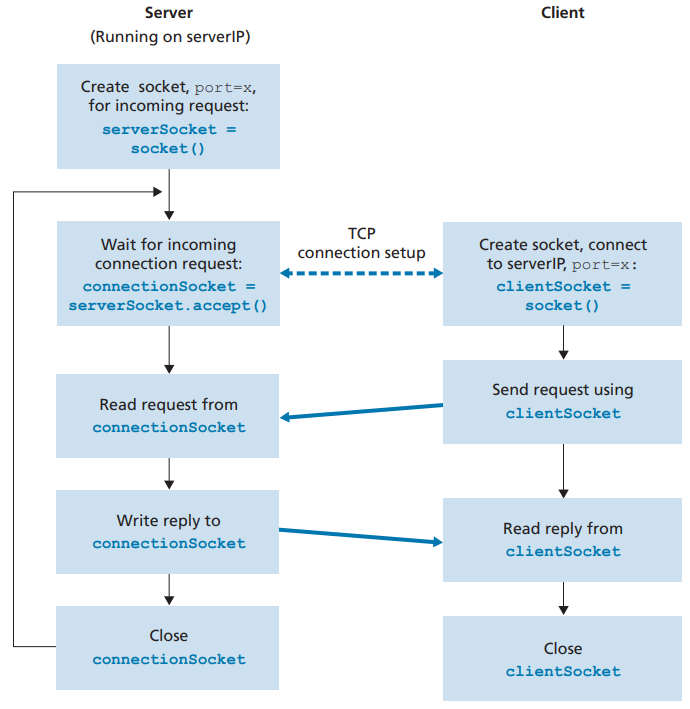 Server
(Running on serverIP)
Client
Create socket, port=x,
for incoming request:
serverSocket =
socket()
Wait for incoming
connection request:
connectionSocket =
serverSocket.accept()
TCP
connection setup
Create socket, connect
to serverIP, port=x:
clientSocket =
socket()
Read request from
connectionSocket
Send request using
clientSocket
Write reply to
connectionSocket
Read reply from
clientSocket
Close
connectionSocket
Close
clientSocket